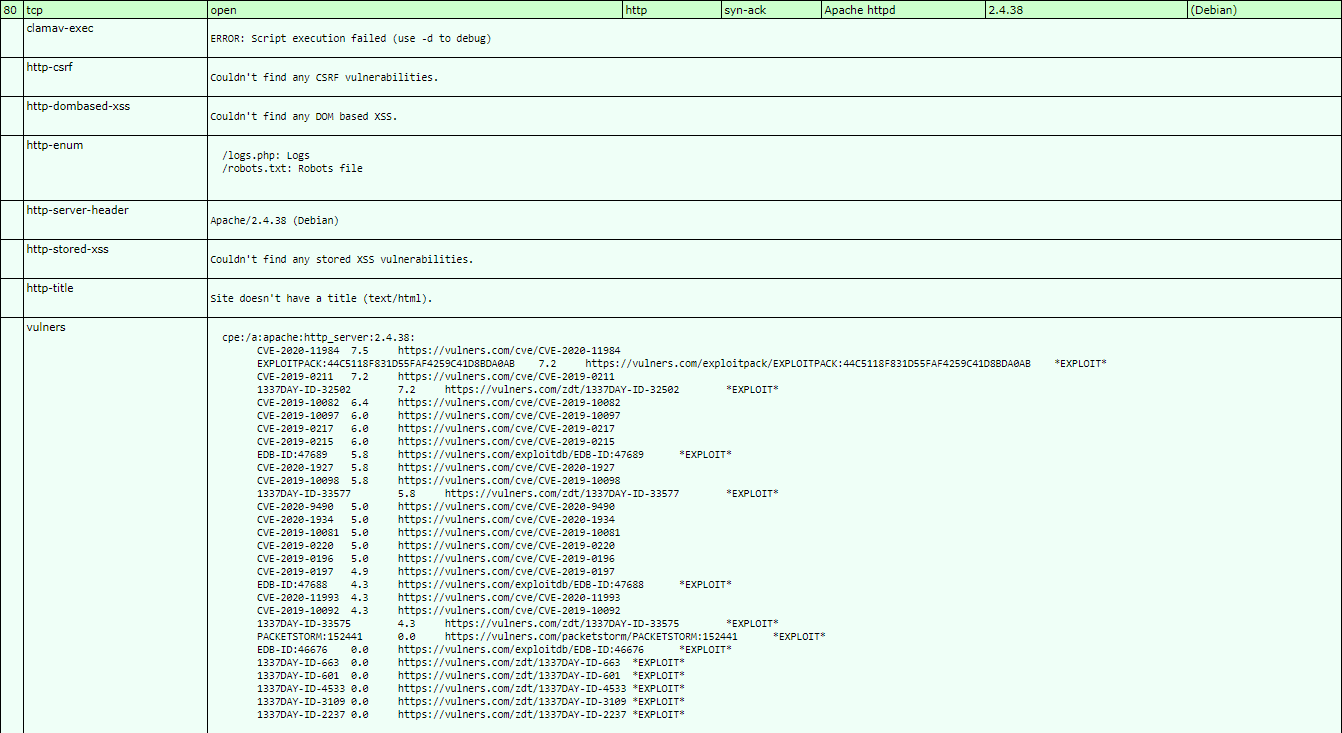 80 tcp open http syn-ack Apache httpd 2.4.38 (Debian)
clamav-exec
ERROR: Script execution failed (use -d to debug)
http-csrf
Couldn't find any CSRF vulnerabilities.
http-dombased-xss
Couldn't find any DOM based XSS.
http-enum
/logs.php: Logs
/robots.txt: Robots file
http-server-header
Apache/2.4.38 (Debian)
http-stored-xss
Couldn't find any stored XSS vulnerabilities.
http-title
Site doesn't have a title (text/html).
vulners
cpe:/a:apache:http_server:2.4.38:
CVE-2020-11984 7.5 https://vulners.com/cve/CVE-2020-11984
EXPLOITPACK:44C5118F831D55FAF4259C41D8BDA0AB 7.2 https://vulners.com/exploitpack/EXPLOITPACK:44C5118F831D55FAF4259C41D8BDA0AB *EXPLOIT*
CVE-2019-0211 7.2 https://vulners.com/cve/CVE-2019-0211
1337DAY-ID-32502 7.2 https://vulners.com/zdt/1337DAY-ID-32502 *EXPLOIT*
CVE-2019-10082 6.4 https://vulners.com/cve/CVE-2019-10082
CVE-2019-10097 6.0 https://vulners.com/cve/CVE-2019-10097
CVE-2019-0217 6.0 https://vulners.com/cve/CVE-2019-0217
CVE-2019-0215 6.0 https://vulners.com/cve/CVE-2019-0215
EDB-ID:47689 5.8 https://vulners.com/exploitdb/EDB-ID:47689 *EXPLOIT*
CVE-2020-1927 5.8 https://vulners.com/cve/CVE-2020-1927
CVE-2019-10098 5.8 https://vulners.com/cve/CVE-2019-10098
1337DAY-ID-33577 5.8 https://vulners.com/zdt/1337DAY-ID-33577 *EXPLOIT*
CVE-2020-9490 5.0 https://vulners.com/cve/CVE-2020-9490
CVE-2020-1934 5.0 https://vulners.com/cve/CVE-2020-1934
CVE-2019-10081 5.0 https://vulners.com/cve/CVE-2019-10081
CVE-2019-0220 5.0 https://vulners.com/cve/CVE-2019-0220
CVE-2019-0196 5.0 https://vulners.com/cve/CVE-2019-0196
CVE-2019-0197 4.9 https://vulners.com/cve/CVE-2019-0197
EDB-ID:47688 4.3 https://vulners.com/exploitdb/EDB-ID:47688 *EXPLOIT*
CVE-2020-11993 4.3 https://vulners.com/cve/CVE-2020-11993
CVE-2019-10092 4.3 https://vulners.com/cve/CVE-2019-10092
1337DAY-ID-33575 4.3 https://vulners.com/zdt/1337DAY-ID-33575 *EXPLOIT*
PACKETSTORM:152441 0.0 https://vulners.com/packetstorm/PACKETSTORM:152441 *EXPLOIT*
EDB-ID:46676 0.0 https://vulners.com/exploitdb/EDB-ID:46676 *EXPLOIT*
1337DAY-ID-663 0.0 https://vulners.com/zdt/1337DAY-ID-663 *EXPLOIT*
1337DAY-ID-601 0.0 https://vulners.com/zdt/1337DAY-ID-601 *EXPLOIT*
1337DAY-ID-4533 0.0 https://vulners.com/zdt/1337DAY-ID-4533 *EXPLOIT*
1337DAY-ID-3109 0.0 https://vulners.com/zdt/1337DAY-ID-3109 *EXPLOIT*
1337DAY-ID-2237 0.0 https://vulners.com/zdt/1337DAY-ID-2237 *EXPLOIT*